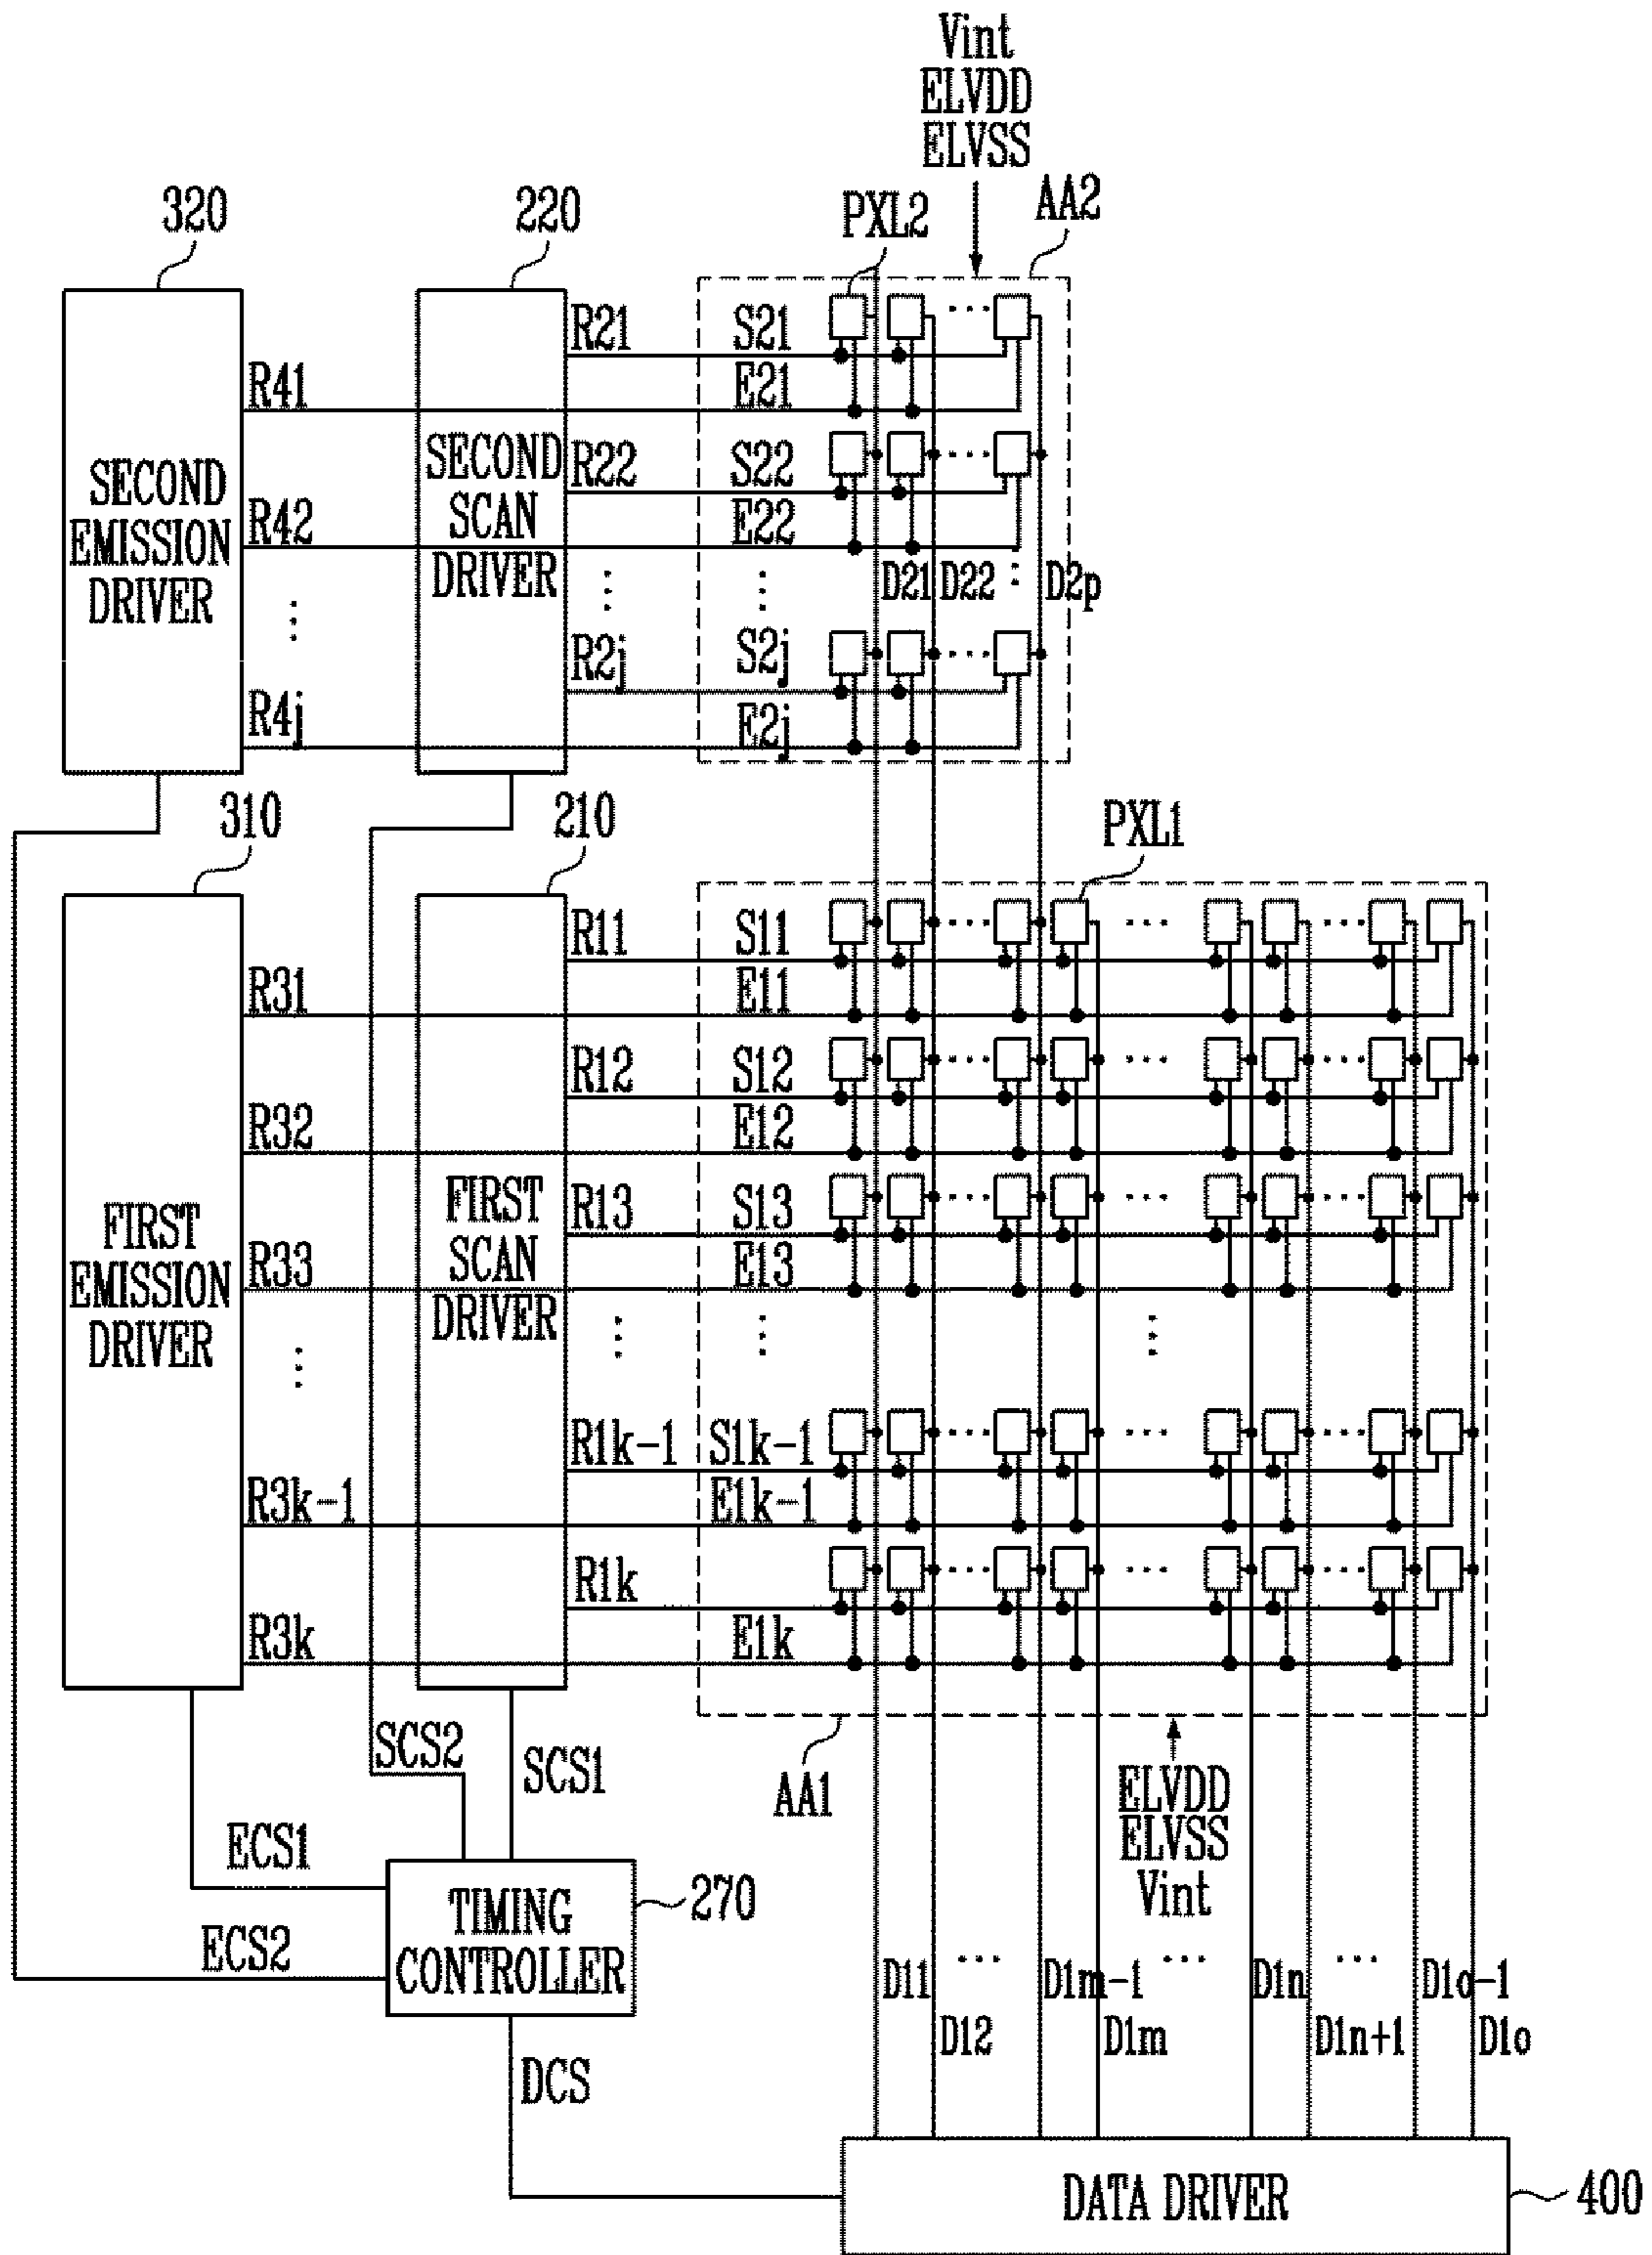 Vint
ELVDD
ELVSS
320
220
PXL2
AA2
R21
S21
R41
E21
SECOND
EMISSION
DRIVER
SECOND
SCAN
DRIVER
R22
S22
R42
E22
D21
D22
D2p
R2j
S2j
R4j
E2j
310
210
PXL1
R11
S11
R31
E11
R12
S12
R32
E12
FIRST
EMISSION
DRIVER
FIRST
SCAN
DRIVER
R13
S13
R33
E13
R1k-1
S1k-1
R3k-1
E1k-1
R1k
R3k
E1k
SCS2
SCS1
AA1
ELVDD
ELVSS
Vint
ECS1
ECS2
TIMING
CONTROLLER
270
D11
D12
D1m-1
D1m
D1n
D1n+1
D1o-1
D1o
DCS
DATA DRIVER
400